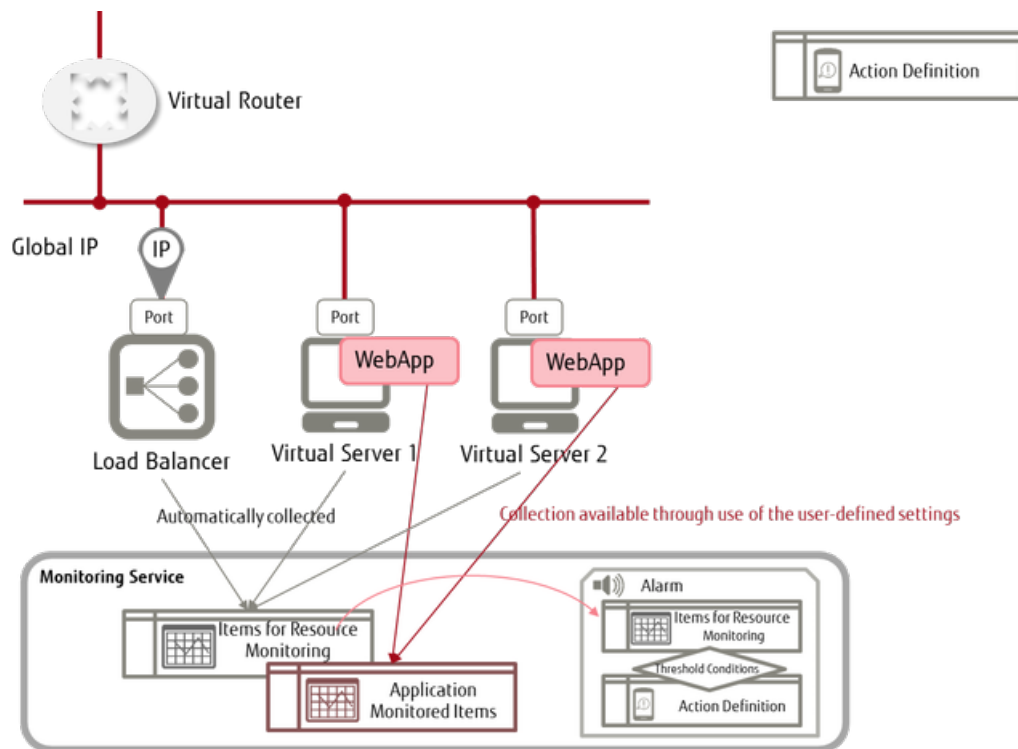 Virtual Router
Action Definition
Global IP
IP
Port
Port
Port
WebApp
WebApp
Load Balancer
Virtual Server 1
Virtual Server 2
Automatically collected
Collection available through use of the user-defined settings
Monitoring Service
Items for Resource
Monitoring
Application
Monitored Items
Alarm
Items for Resource
Monitoring
Threshold Conditions
Action Definition